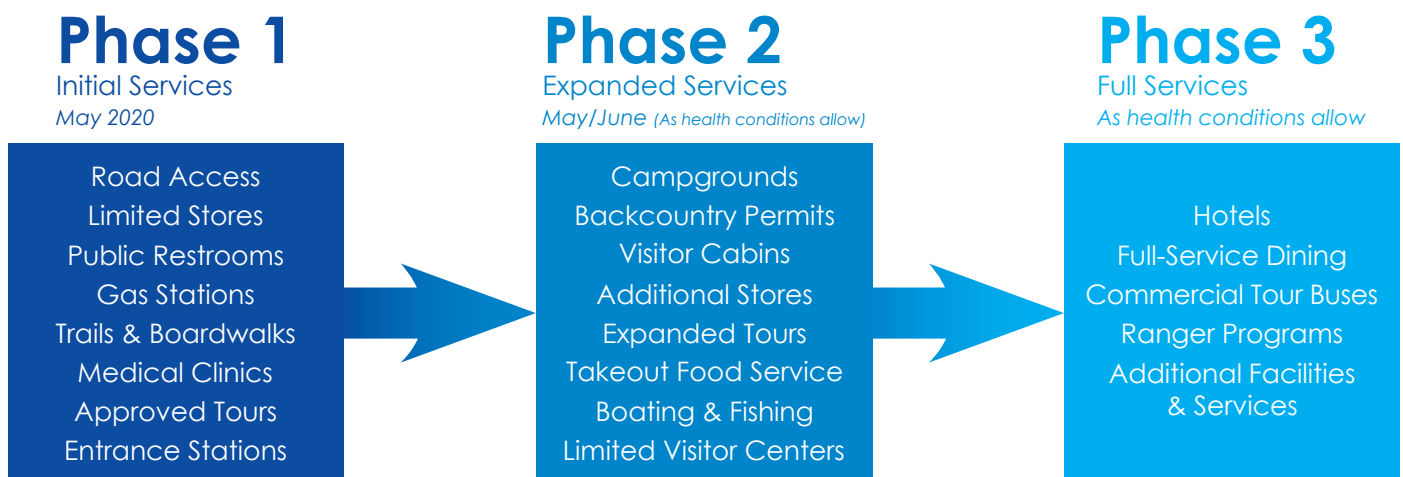 Phase 1
Initial Services
May 2020
Road Access
Limited Stores
Public Restrooms
Gas Stations
Trails & Boardwalks
Medical Clinics
Approved Tours
Entrance Stations
Phase 2
Expanded Services
May/June (As health conditions allow)
Campgrounds
Backcountry Permits
Visitor Cabins
Additional Stores
Expanded Tours
Takeout Food Service
Boating & Fishing
Limited Visitor Centers
Phase 3
Full Services
As health conditions allow
Hotels
Full-Service Dining
Commercial Tour Buses
Ranger Programs
Additional Facilities
& Services